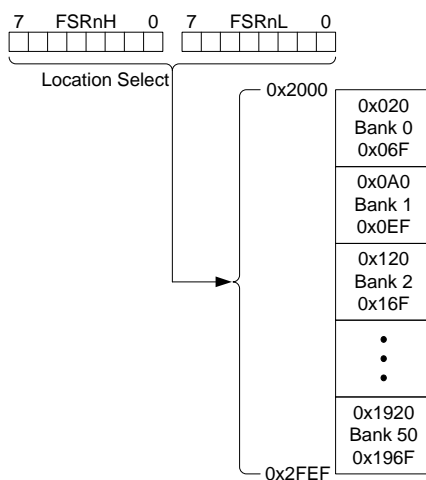 7 FSRnH 0 7 FSRnL 0
Location Select
0x2000
0x020
Bank 0
0x06F
0x0A0
Bank 1
0x0EF
0x120
Bank 2
0x16F
0x1920
Bank 50
0x196F
0x2FEF